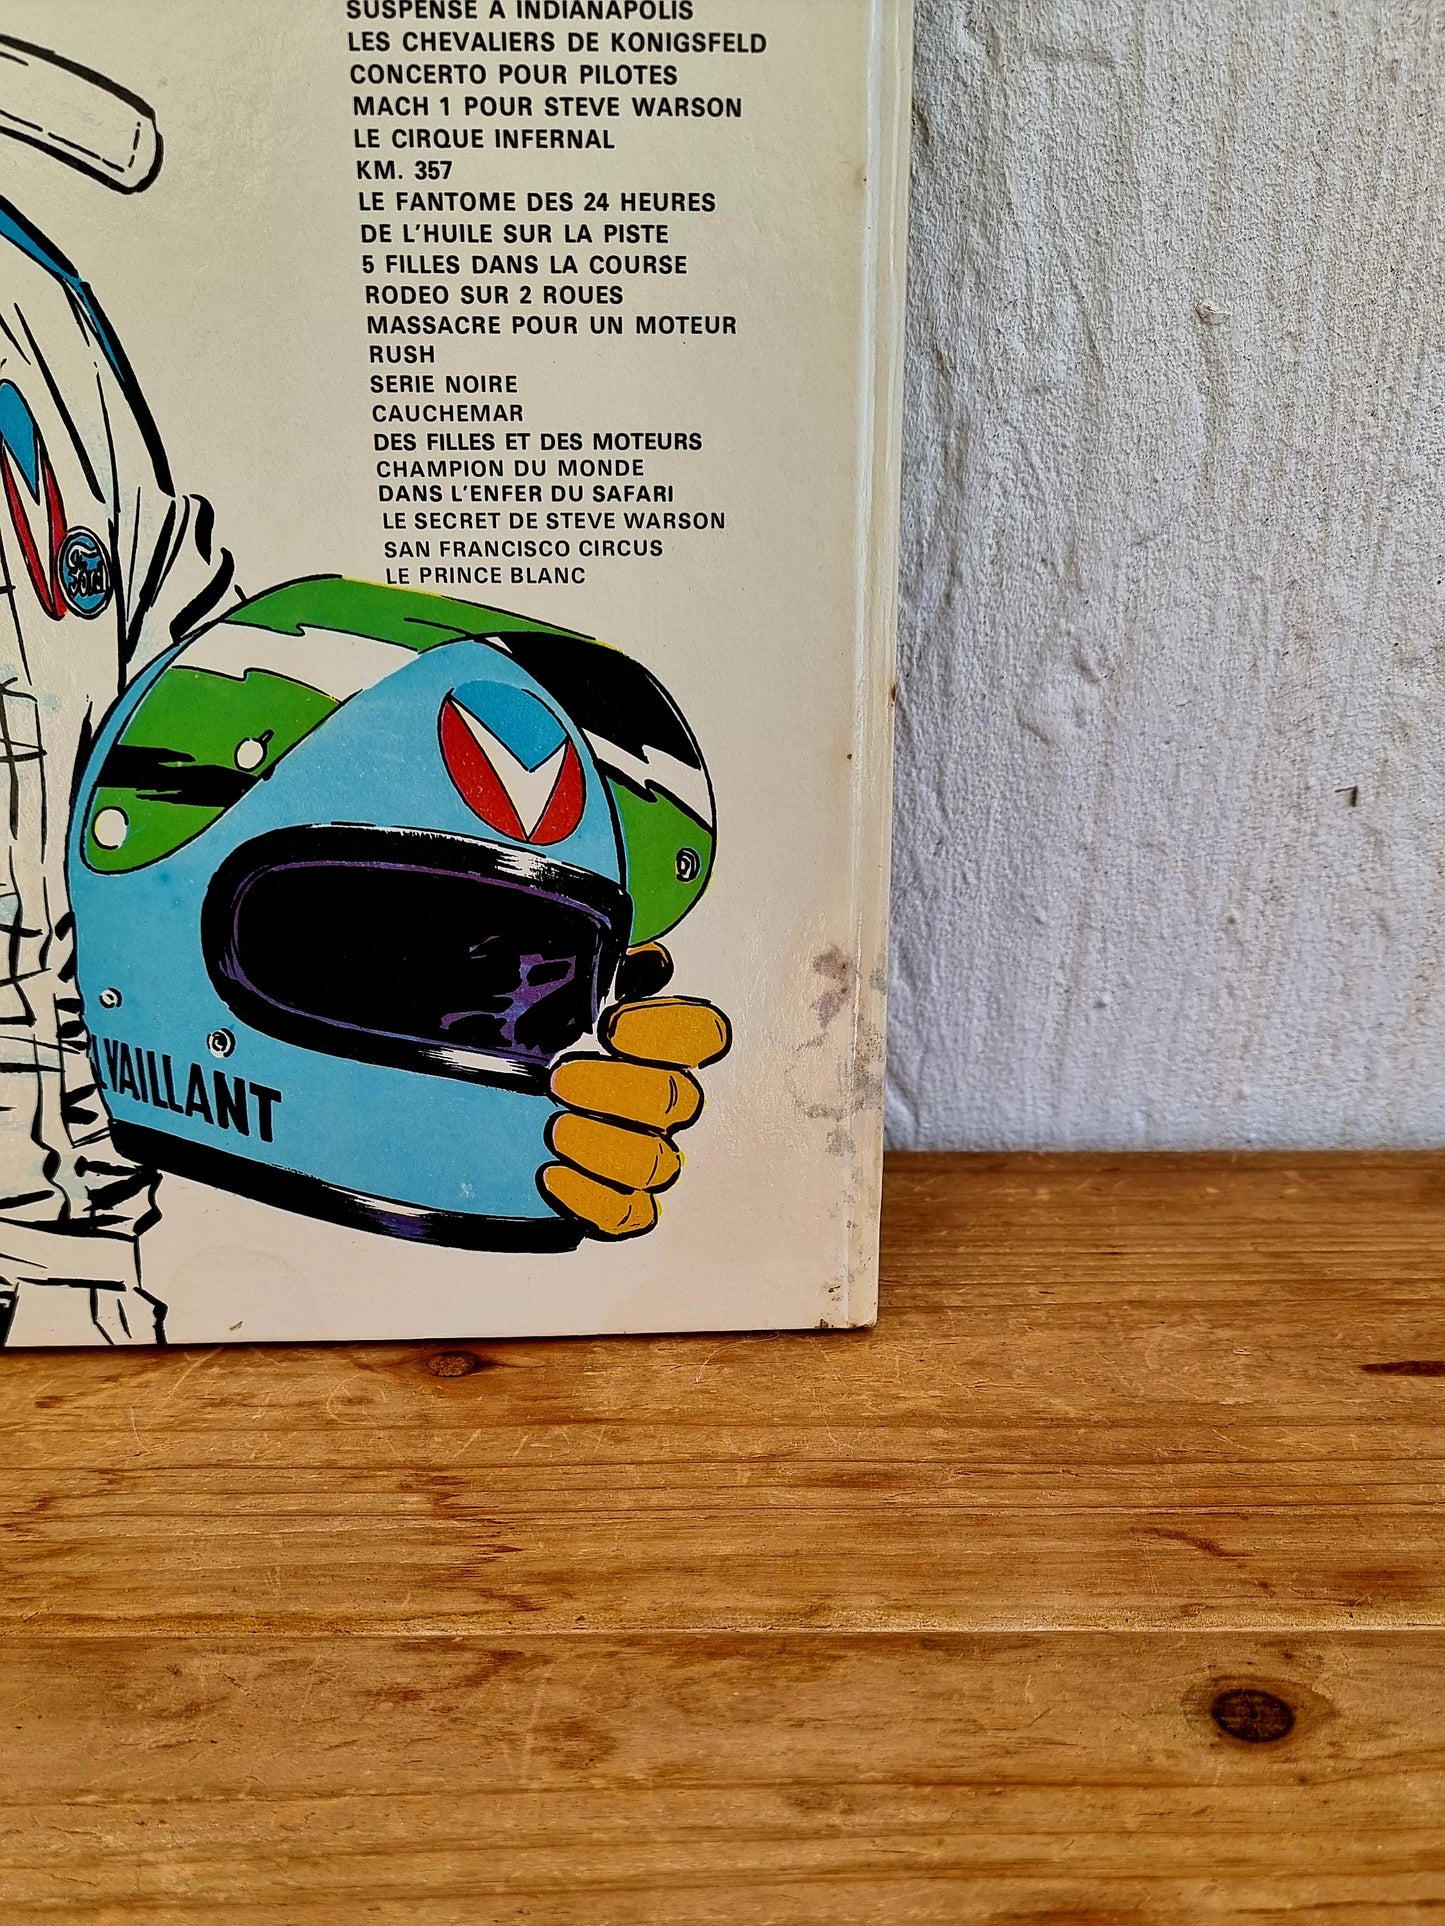 SUSPENSE A INDIANAPOLIS
LES CHEVALIERS DE KONIGSFELD
CONCERTO POUR PILOTES
MACH 1 POUR STEVE WARSON
LE CIRQUE INFERNAL
KM. 357
LE FANTOME DES 24 HEURES
DE L'HUILE SUR LA PISTE
5 FILLES DANS LA COURSE
RODEO SUR 2 ROUES
MASSACRE POUR UN MOTEUR
RUSH
SERIE NOIRE
CAUCHEMAR
DES FILLES ET DES MOTEURS
CHAMPION DU MONDE
DANS L'ENFER DU SAFARI
LE SECRET DE STEVE WARSON
SAN FRANCISCO CIRCUS
LE PRINCE BLANC
Ford
L VAILLANT